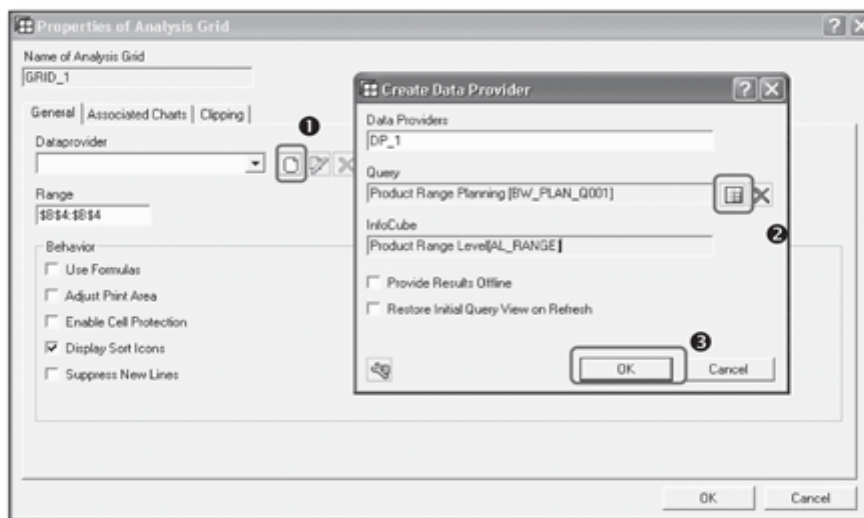 Properties of Analysis Grid
Name of Analysis Grid
GRID_1
General Associated Charts Clipping
❶
Dataprovider
Range
$B$4:$B$4
Behavior
Use Formulas
Adjust Print Area
Enable Cell Protection
Display Sort Icons
Suppress New Lines
Create Data Provider
Data Providers
DP_1
Query
Product Range Planning [BW_PLAN_Q001]
❷
InfoCube
Product Range Level[AL_RANGE]
Provide Results Offline
Restore Initial Query View on Refresh
❸
OK Cancel
OK Cancel